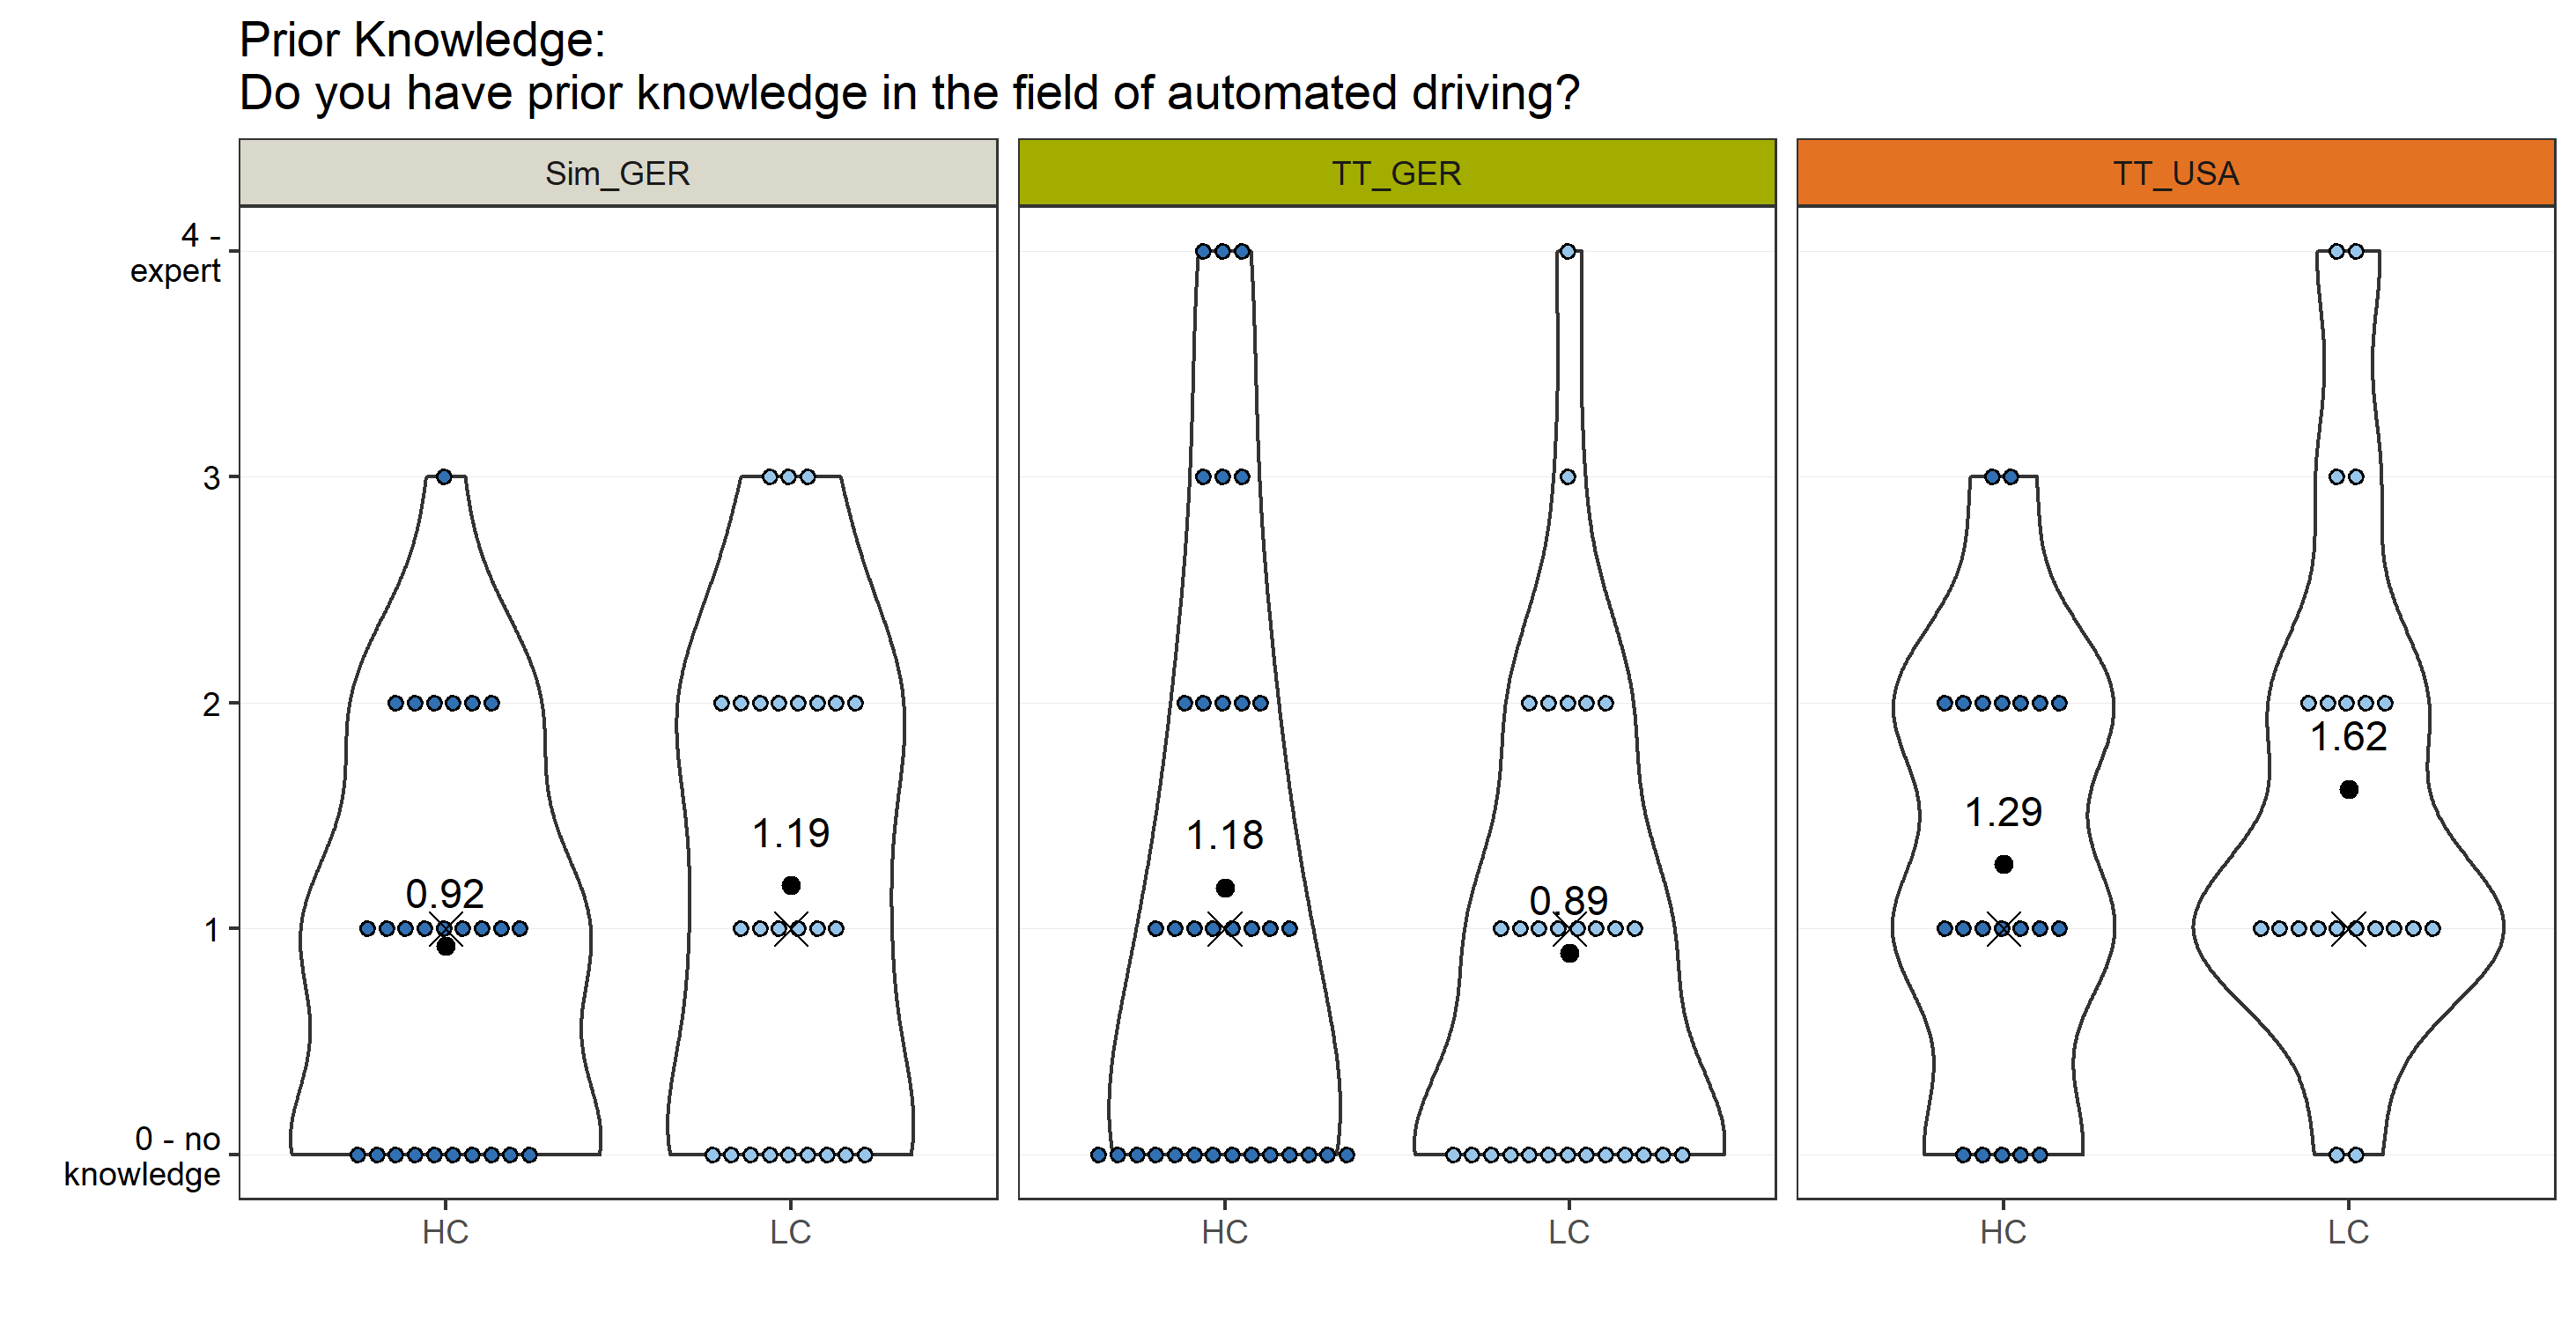 Prior Knowledge:
Do you have prior knowledge in the field of automated driving?
Sim_GER
TT_GER
TT_USA
4 -
expert
3
2
1
0 - no
knowledge
0.92
1.19
1.18
0.89
1.29
1.62
HC
LC
HC
LC
HC
LC